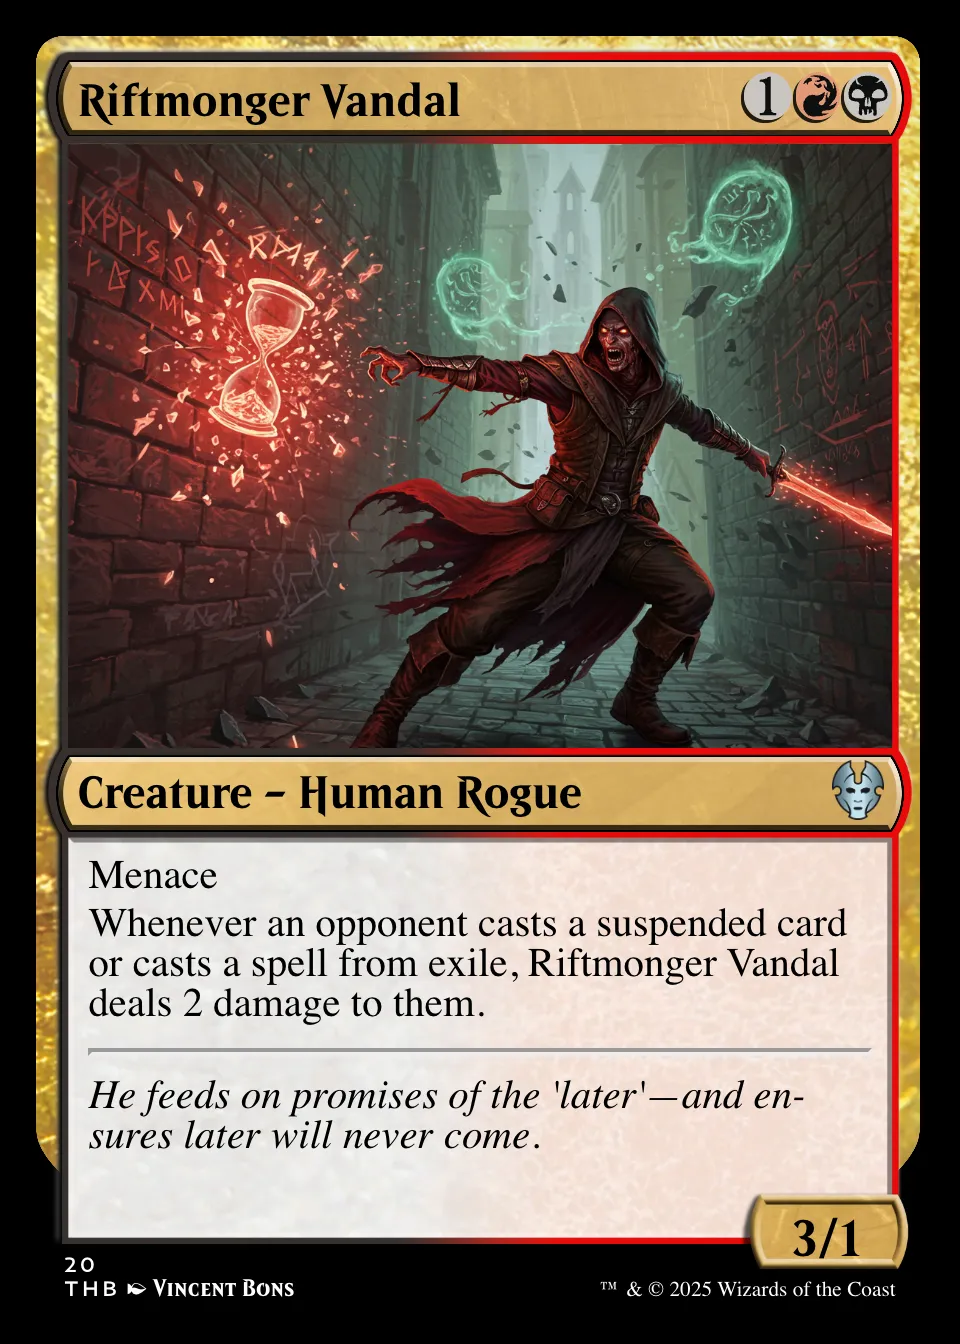 Riftmonger Vandal
1
Creature – Human Rogue
Menace
Whenever an opponent casts a suspended card
or casts a spell from exile, Riftmonger Vandal
deals 2 damage to them.
He feeds on promises of the 'later'—and en-
sures later will never come.
3/1
20
THB Vincent Bons
™ & © 2025 Wizards of the Coast